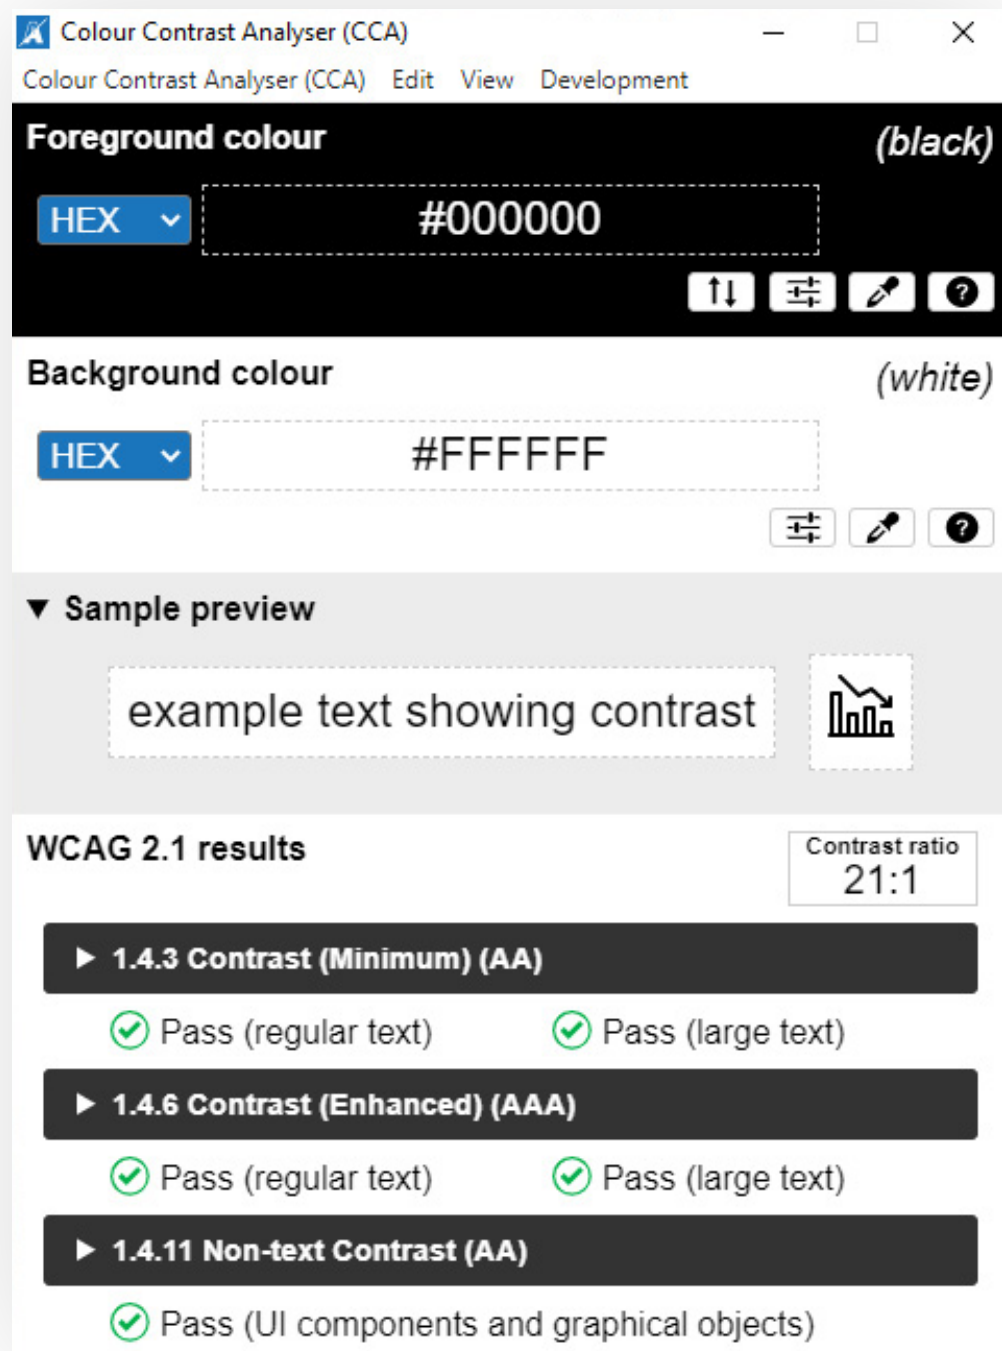 Colour Contrast Analyser (CCA)
Colour Contrast Analyser (CCA) Edit View Development
Foreground colour (black)
HEX #000000
Background colour (white)
HEX #FFFFFF
Sample preview
example text showing contrast
WCAG 2.1 results
Contrast ratio
21:1
1.4.3 Contrast (Minimum) (AA)
Pass (regular text) Pass (large text)
1.4.6 Contrast (Enhanced) (AAA)
Pass (regular text) Pass (large text)
1.4.11 Non-text Contrast (AA)
Pass (UI components and graphical objects)